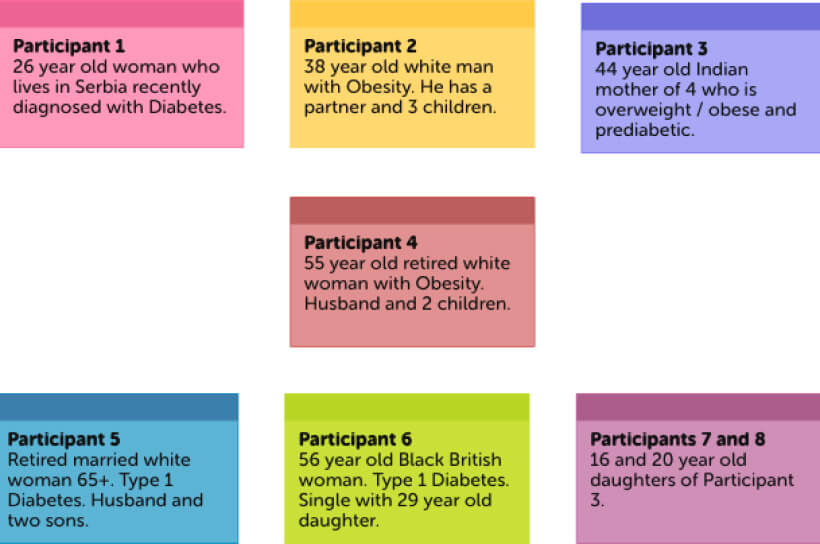 Participant 1
26 year old woman who
lives in Serbia recently
diagnosed with Diabetes.
Participant 2
38 year old white man
with Obesity. He has a
partner and 3 children.
Participant 3
44 year old Indian
mother of 4 who is
overweight / obese and
prediabetic.
Participant 4
55 year old retired white
woman with Obesity.
Husband and 2 children.
Participant 5
Retired married white
woman 65+. Type 1
Diabetes. Husband and
two sons.
Participant 6
56 year old Black British
woman. Type 1 Diabetes.
Single with 29 year old
daughter.
Participants 7 and 8
16 and 20 year old
daughters of Participant
3.